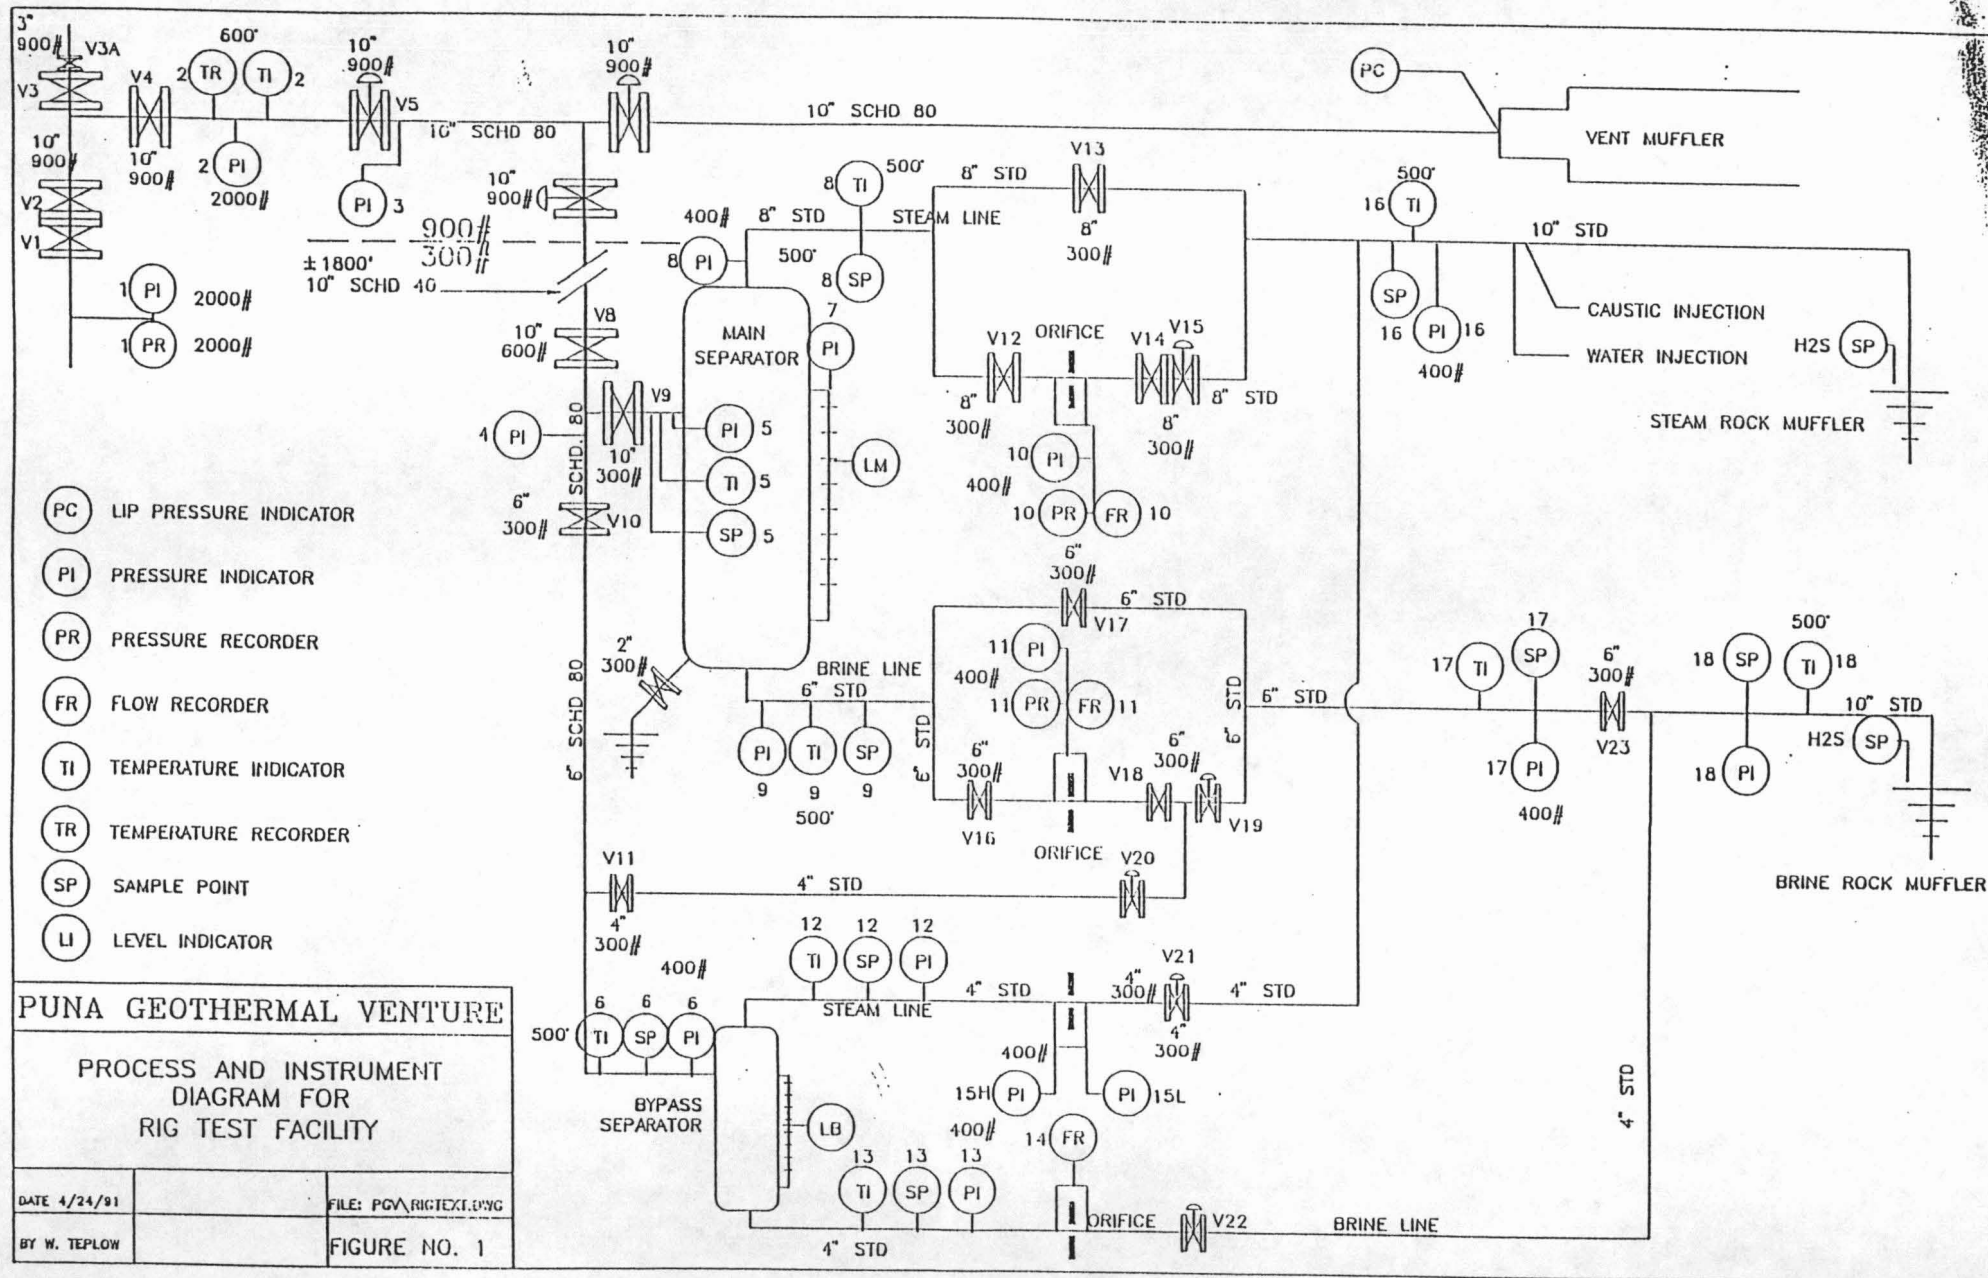 3"
900#
V3A
V3
V4
10"
900#
600°
2 TR
TI 2
2 PI
2000#
10"
900#
V5
10" SCHD 80
PI 3
10"
900#
10" SCHD 80
PC
VENT MUFFLER
10"
900#
V2
V1
1 PI 2000#
1 PR 2000#
10"
900#
900#
300#
±1800'
10" SCHD 40
V8
10"
600#
400#
8 PI
8" STD
500°
8 TI 500°
STEAM LINE
8 SP
MAIN
SEPARATOR
7
PI
LM
V9
10"
300#
4 PI
SCHD 80
6"
300#
V10
PI 5
TI 5
SP 5
8" STD
V13
8"
300#
V12
8"
300#
ORIFICE
V14
V15
8"
300#
8" STD
10 PI
400#
10 PR
FR 10
500°
16 TI
SP
16
PI 16
400#
10" STD
CAUSTIC INJECTION
WATER INJECTION
H2S SP
STEAM ROCK MUFFLER
PC LIP PRESSURE INDICATOR
PI PRESSURE INDICATOR
PR PRESSURE RECORDER
FR FLOW RECORDER
TI TEMPERATURE INDICATOR
TR TEMPERATURE RECORDER
SP SAMPLE POINT
LI LEVEL INDICATOR
6" SCHD 80
2"
300#
BRINE LINE
6" STD
PI
9
TI
9
SP
9
500°
6" STD
6"
300#
V17
6" STD
11 PI
400#
11 PR
FR 11
6"
300#
V16
ORIFICE
V18
6"
300#
V19
6" STD
6" STD
17 TI
17
SP
17 PI
400#
6"
300#
V23
18 SP
500°
TI 18
18 PI
10" STD
H2S SP
BRINE ROCK MUFFLER
V11
4"
300#
4" STD
V20
400#
500°
6
TI
6
SP
6
PI
12
TI
12
SP
12
PI
STEAM LINE
4" STD
4"
300#
V21
4"
300#
4" STD
400#
15H PI
PI 15L
BYPASS
SEPARATOR
LB
400#
14 FR
13
TI
13
SP
13
PI
4" STD
ORIFICE
V22
BRINE LINE
4" STD
PUNA GEOTHERMAL VENTURE
PROCESS AND INSTRUMENT
DIAGRAM FOR
RIG TEST FACILITY
DATE 4/24/91
FILE: PGV\RIGTEXT.DWG
BY W. TEPLOW
FIGURE NO. 1